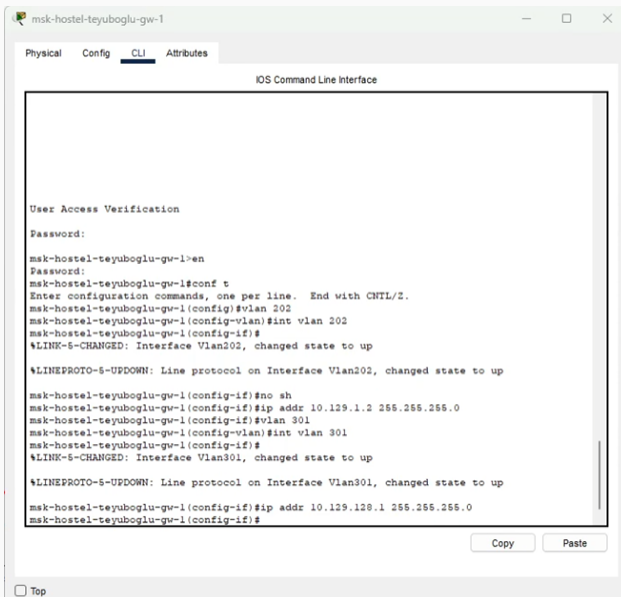 msk-hostel-teyuboglu-gw-1
Physical Config CLI Attributes
IOS Command Line Interface
User Access Verification
Password:
msk-hostel-teyuboglu-gw-1>en
Password:
msk-hostel-teyuboglu-gw-1#conf t
Enter configuration commands, one per line.  End with CNTL/Z.
msk-hostel-teyuboglu-gw-1(config)#vlan 202
msk-hostel-teyuboglu-gw-1(config-vlan)#int vlan 202
msk-hostel-teyuboglu-gw-1(config-if)#
%LINK-5-CHANGED: Interface Vlan202, changed state to up
%LINEPROTO-5-UPDOWN: Line protocol on Interface Vlan202, changed state to up
msk-hostel-teyuboglu-gw-1(config-if)#no sh
msk-hostel-teyuboglu-gw-1(config-if)#ip addr 10.129.1.2 255.255.255.0
msk-hostel-teyuboglu-gw-1(config-if)#vlan 301
msk-hostel-teyuboglu-gw-1(config-vlan)#int vlan 301
msk-hostel-teyuboglu-gw-1(config-if)#
%LINK-5-CHANGED: Interface Vlan301, changed state to up
%LINEPROTO-5-UPDOWN: Line protocol on Interface Vlan301, changed state to up
msk-hostel-teyuboglu-gw-1(config-if)#ip addr 10.129.128.1 255.255.255.0
msk-hostel-teyuboglu-gw-1(config-if)#
Copy Paste
Top